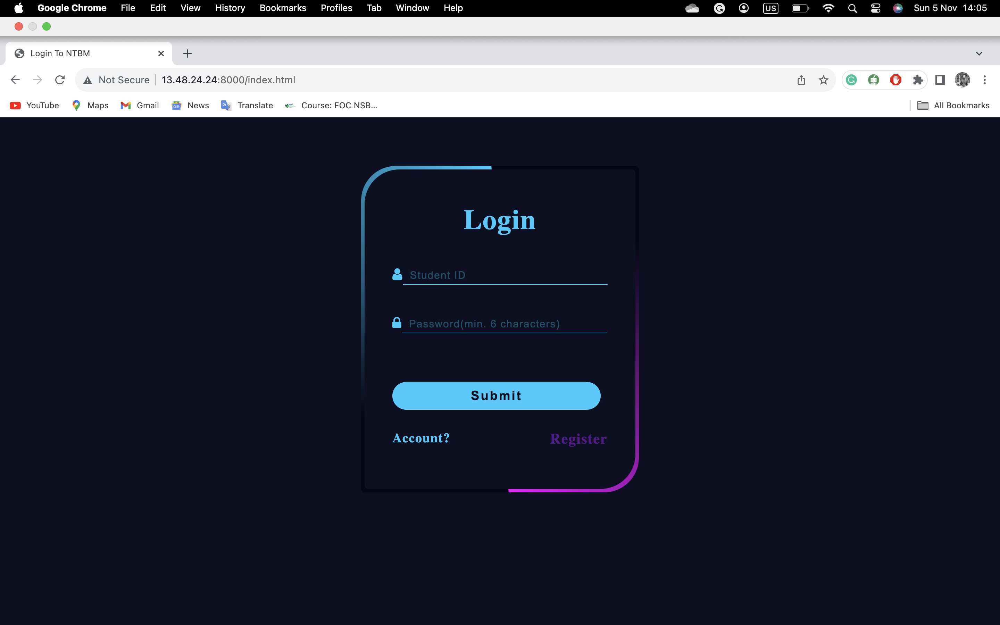 Google Chrome File Edit View History Bookmarks Profiles Tab Window Help US Sun 5 Nov 14:05
Login To NTBM
Not Secure 13.48.24.24:8000/index.html
YouTube Maps Gmail News Translate Course: FOC NSB... All Bookmarks
Login
Student ID
Password(min. 6 characters)
Submit
Account? Register